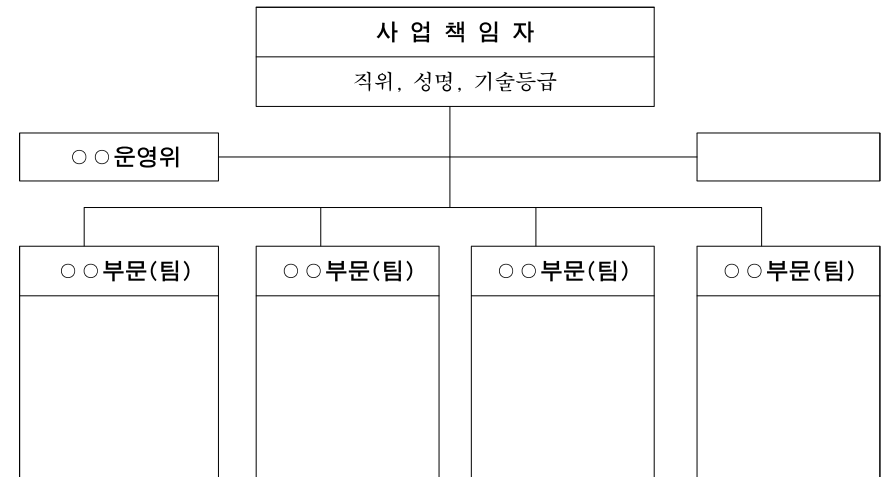 사 업 책 임 자
직위, 성명, 기술등급
○○운영위
○○부문(팀)
○○부문(팀)
○○부문(팀)
○○부문(팀)